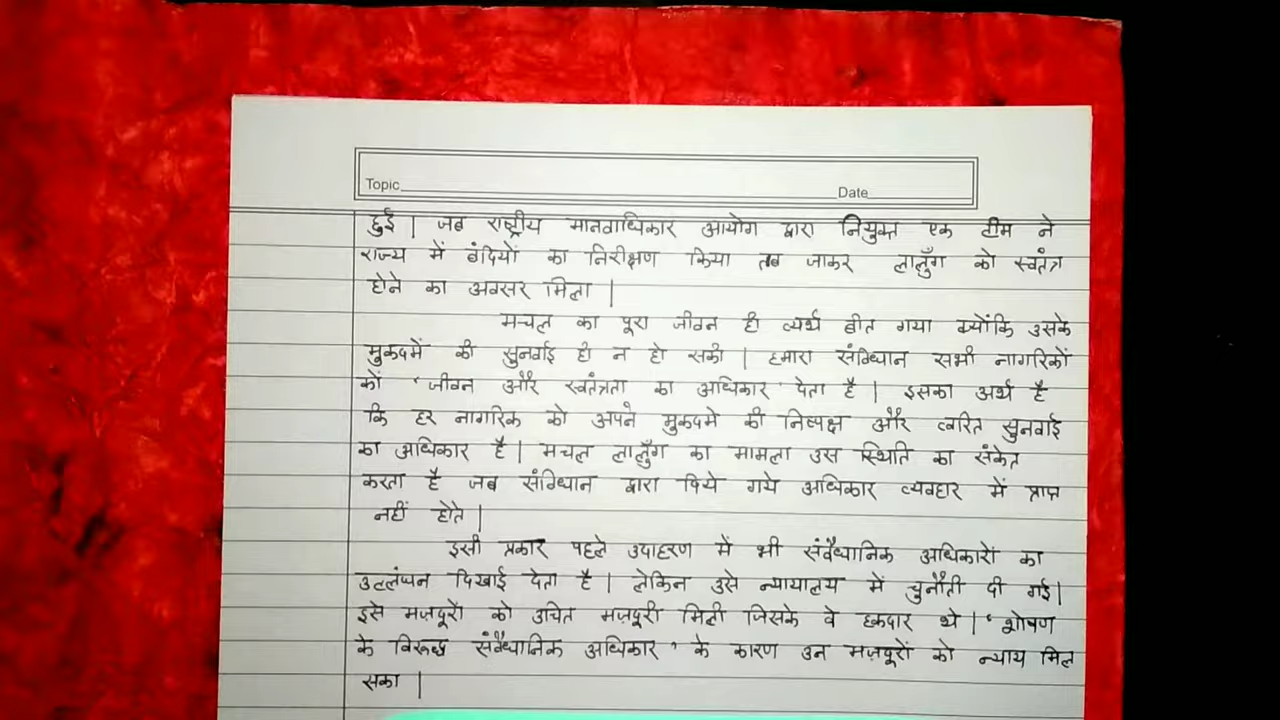 Topic Date
हुई | जब राष्ट्रीय मानवाधिकार आयोग द्वारा नियुक्त एक टीम ने
राज्य में बंदियों का निरीक्षण किया तब जाकर लालुँग को स्वतंत्र
होने का अवसर मिला |
मचल का पूरा जीवन ही व्यर्थ बीत गया क्योंकि उसके
मुकदमें की सुनवाई ही न हो सकी | हमारा संविधान सभी नागरिकों
को ' जीवन और स्वतंत्रता का अधिकार ' देता है | इसका अर्थ है
कि हर नागरिक को अपने मुकदमे की निष्पक्ष और त्वरित सुनवाई
का अधिकार है | मचल लालुँग का मामला उस स्थिति का संकेत
करता है जब संविधान द्वारा दिये गये अधिकार व्यवहार में प्राप्त
नहीं होते |
इसी प्रकार पहले उदाहरण में भी संवैधानिक अधिकारों का
उल्लंघन दिखाई देता है | लेकिन उसे न्यायालय में चुनौती दी गई |
इसे मज़दूरों को उचित मज़दूरी मिली जिसके वे हकदार थे | ' शोषण
के विरूद्ध संवैधानिक अधिकार ' के कारण उन मज़दूरों को न्याय मिल
सका |